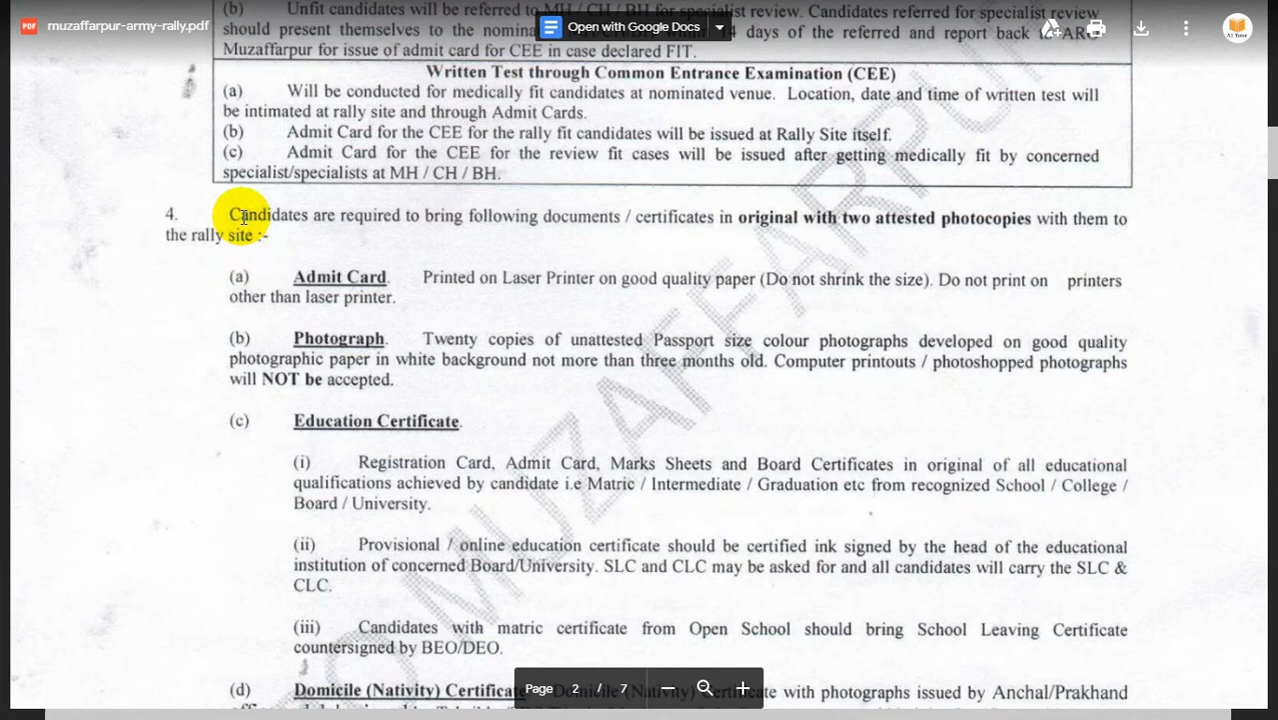 (b) Unfit candidates will be referred to MH / CH / BH for specialist review. Candidates referred for specialist review
muzaffarpur-army-rally.pdf
Open with Google Docs
should present themselves to the nomina days of the referred and report back to ARO
Muzaffarpur for issue of admit card for CEE in case declared FIT.
Written Test through Common Entrance Examination (CEE)
(a) Will be conducted for medically fit candidates at nominated venue. Location, date and time of written test will
be intimated at rally site and through Admit Cards.
(b) Admit Card for the CEE for the rally fit candidates will be issued at Rally Site itself.
(c) Admit Card for the CEE for the review fit cases will be issued after getting medically fit by concerned
specialist/specialists at MH / CH / BH.
4. Candidates are required to bring following documents / certificates in original with two attested photocopies with them to
the rally site :-
(a) Admit Card. Printed on Laser Printer on good quality paper (Do not shrink the size). Do not print on printers
other than laser printer.
(b) Photograph. Twenty copies of unattested Passport size colour photographs developed on good quality
photographic paper in white background not more than three months old. Computer printouts / photoshopped photographs
will NOT be accepted.
(c) Education Certificate.
(i) Registration Card, Admit Card, Marks Sheets and Board Certificates in original of all educational
qualifications achieved by candidate i.e Matric / Intermediate / Graduation etc from recognized School / College /
Board / University.
(ii) Provisional / online education certificate should be certified ink signed by the head of the educational
institution of concerned Board/University. SLC and CLC may be asked for and all candidates will carry the SLC &
CLC.
(iii) Candidates with matric certificate from Open School should bring School Leaving Certificate
countersigned by BEO/DEO.
(d) Domicile (Nativity) Certificate Domicile (Nativity) Certificate with photographs issued by Anchal/Prakhand
Page 2 / 7
O MUZAFFARPUR